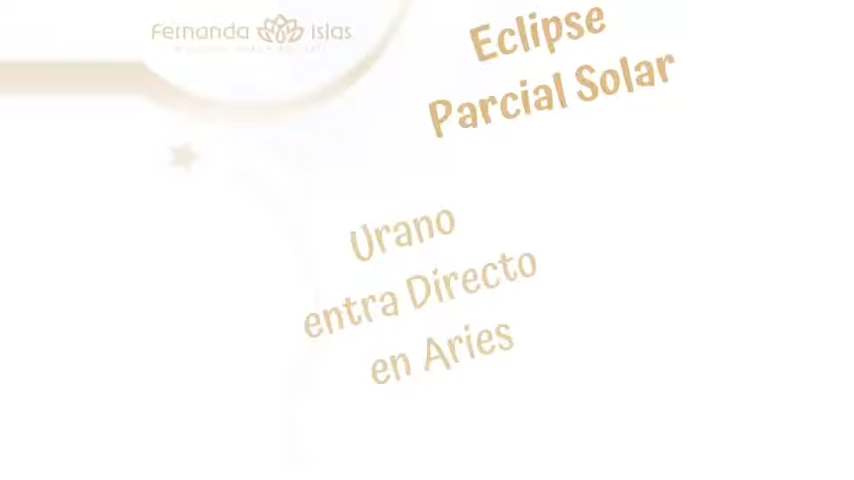 Fernanda Islas
Eclipse
Parcial Solar
Urano
entra Directo
en Aries